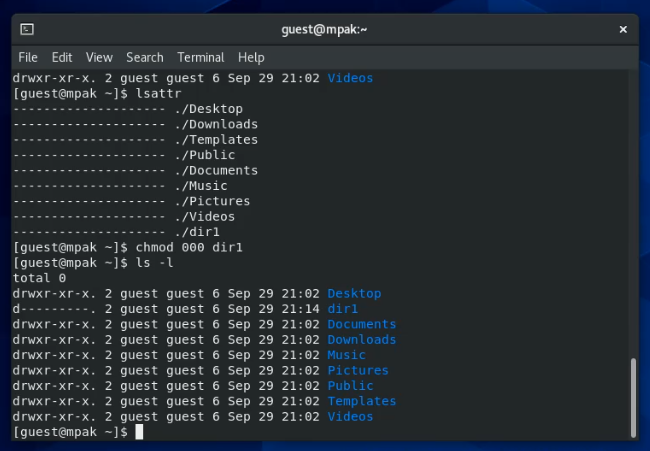 guest@mpak:~
File Edit View Search Terminal Help
drwxr-xr-x. 2 guest guest 6 Sep 29 21:02 Videos
[guest@mpak ~]$ lsattr
-------------------- ./Desktop
-------------------- ./Downloads
-------------------- ./Templates
-------------------- ./Public
-------------------- ./Documents
-------------------- ./Music
-------------------- ./Pictures
-------------------- ./Videos
-------------------- ./dir1
[guest@mpak ~]$ chmod 000 dir1
[guest@mpak ~]$ ls -l
total 0
drwxr-xr-x. 2 guest guest 6 Sep 29 21:02 Desktop
d---------. 2 guest guest 6 Sep 29 21:14 dir1
drwxr-xr-x. 2 guest guest 6 Sep 29 21:02 Documents
drwxr-xr-x. 2 guest guest 6 Sep 29 21:02 Downloads
drwxr-xr-x. 2 guest guest 6 Sep 29 21:02 Music
drwxr-xr-x. 2 guest guest 6 Sep 29 21:02 Pictures
drwxr-xr-x. 2 guest guest 6 Sep 29 21:02 Public
drwxr-xr-x. 2 guest guest 6 Sep 29 21:02 Templates
drwxr-xr-x. 2 guest guest 6 Sep 29 21:02 Videos
[guest@mpak ~]$